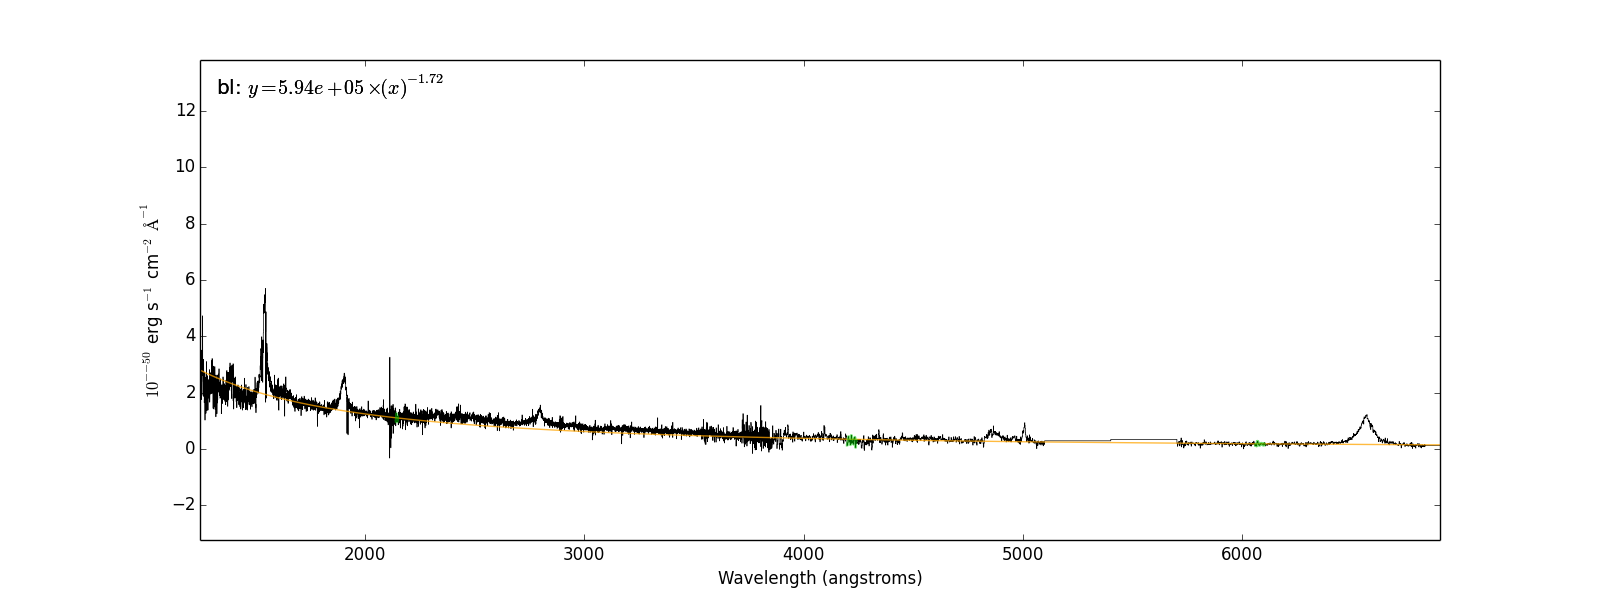 bl: y=5.94e+05×(x)^−1.72
12
10
8
6
4
2
0
−2
10^−−50 erg s^−1 cm^−2 Å^−1
2000 3000 4000 5000 6000
Wavelength (angstroms)